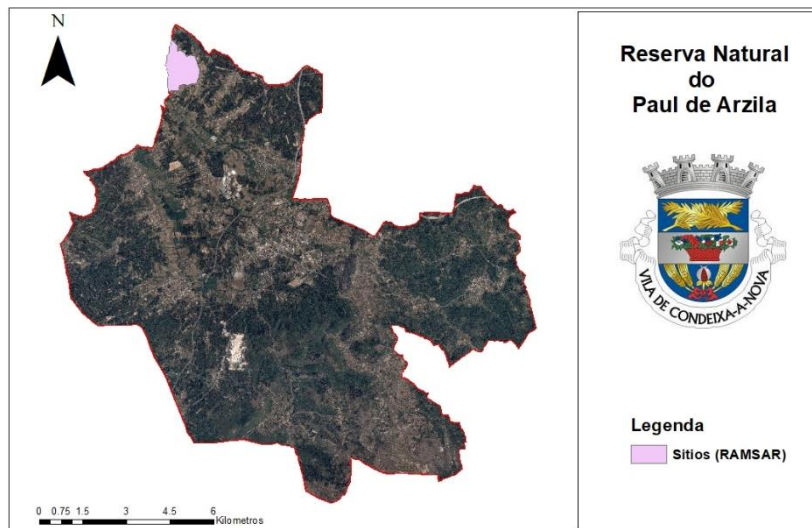 N
Reserva Natural
do
Paul de Arzila
VILA DE CONDEIXA-A-NOVA
Legenda
Sitios (RAMSAR)
0 0.75 1.5 3 4.5 6
Kilometros